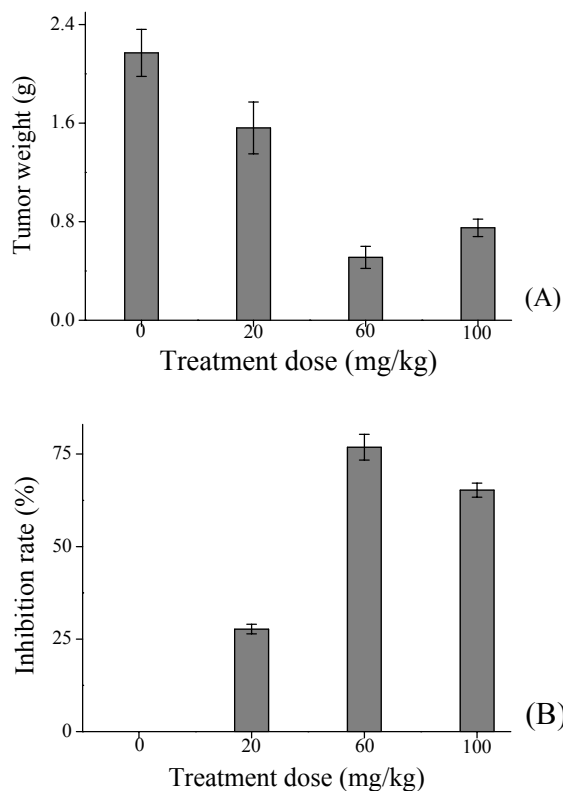 2.4
1.6
0.8
0.0
Tumor weight (g)
0 20 60 100
Treatment dose (mg/kg)
(A)
75
50
25
0
Inhibition rate (%)
0 20 60 100
Treatment dose (mg/kg)
(B)